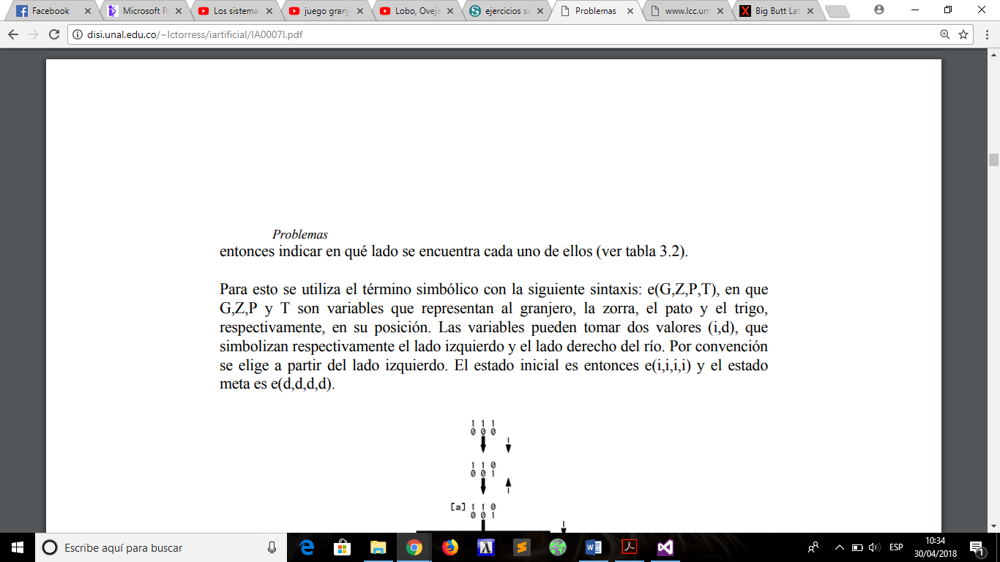 Facebook
Microsoft P
Los sistema
juego granj
Lobo, Ovej
ejercicios si
Problemas
www.lcc.um
Big Butt Lat
disi.unal.edu.co/~lctorress/iartificial/IA0007I.pdf
Problemas
entonces indicar en qué lado se encuentra cada uno de ellos (ver tabla 3.2).
Para esto se utiliza el término simbólico con la siguiente sintaxis: e(G,Z,P,T), en que
G,Z,P y T son variables que representan al granjero, la zorra, el pato y el trigo,
respectivamente, en su posición. Las variables pueden tomar dos valores (i,d), que
simbolizan respectivamente el lado izquierdo y el lado derecho del río. Por convención
se elige a partir del lado izquierdo. El estado inicial es entonces e(i,i,i,i) y el estado
meta es e(d,d,d,d).
1 1 1
0 0 0
1 1 0
0 0 1
[a] 1 1 0
0 0 1
Escribe aquí para buscar
ESP
10:34
30/04/2018
1